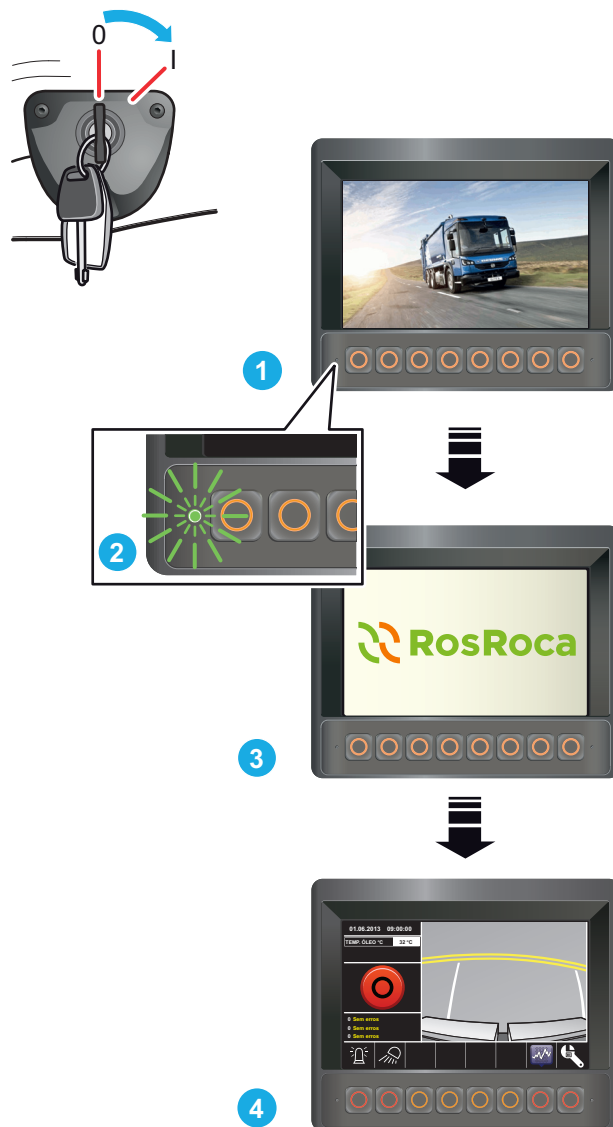 0
I
1
2
RosRoca
3
01.06.2013 09:00:00
TEMP. ÓLEO °C 32 °C
0 Sem erros
0 Sem erros
0 Sem erros
4